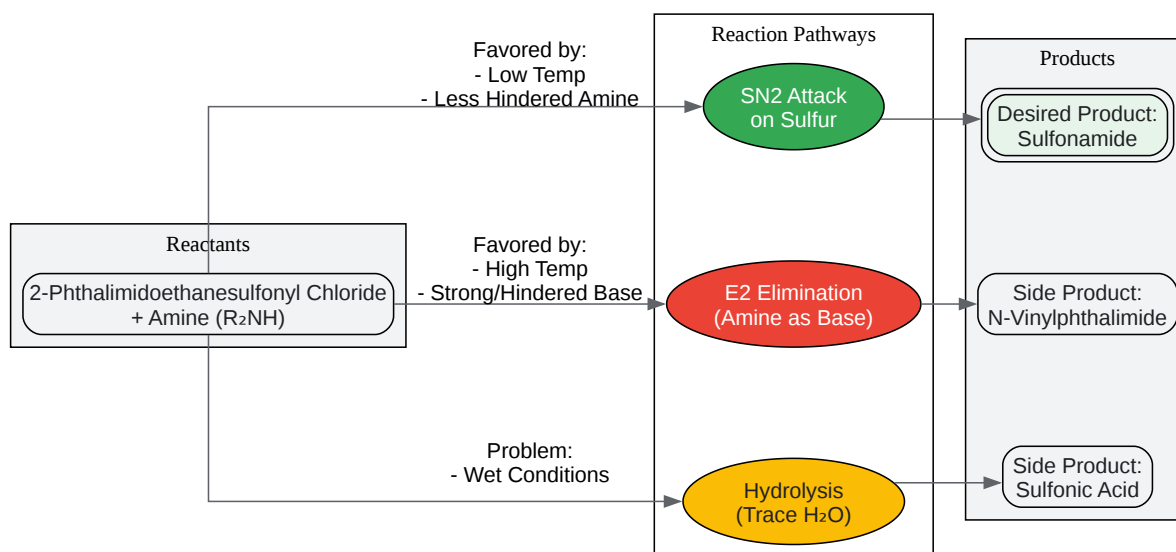 Reaction Pathways
Products
Favored by:
- Low Temp
- Less Hindered Amine
SN2 Attack
on Sulfur
Desired Product:
Sulfonamide
Reactants
2-Phthalimidoethanesulfonyl Chloride
+ Amine (R₂NH)
Favored by:
- High Temp
- Strong/Hindered Base
E2 Elimination
(Amine as Base)
Side Product:
N-Vinylphthalimide
Problem:
- Wet Conditions
Hydrolysis
(Trace H₂O)
Side Product:
Sulfonic Acid